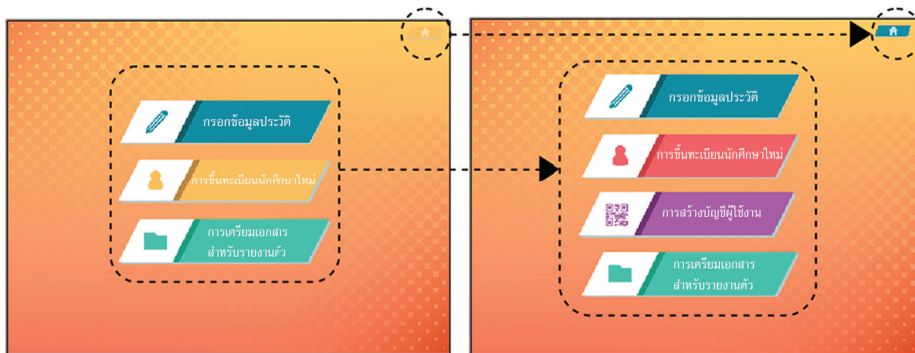 กรอกข้อมูลประวัติ
การขึ้นทะเบียนนักศึกษาใหม่
การเตรียมเอกสาร
สำหรับรายงานตัว
กรอกข้อมูลประวัติ
การขึ้นทะเบียนนักศึกษาใหม่
การสร้างบัญชีผู้ใช้งาน
การเตรียมเอกสาร
สำหรับรายงานตัว